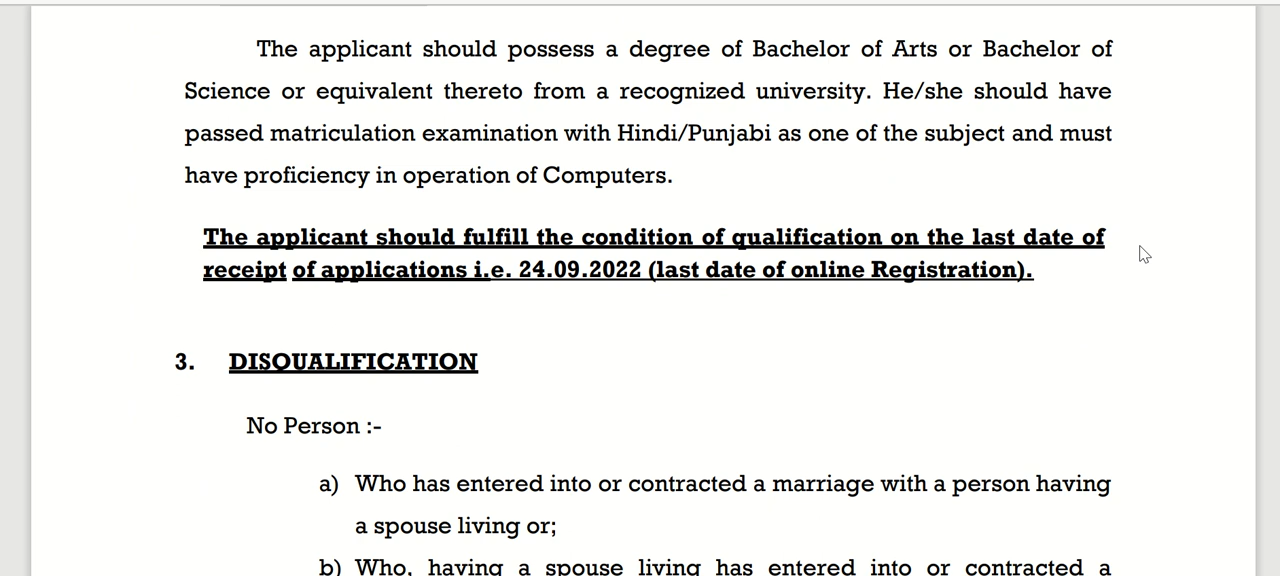 The applicant should possess a degree of Bachelor of Arts or Bachelor of
Science or equivalent thereto from a recognized university. He/she should have
passed matriculation examination with Hindi/Punjabi as one of the subject and must
have proficiency in operation of Computers.
The applicant should fulfill the condition of qualification on the last date of
receipt of applications i.e. 24.09.2022 (last date of online Registration).
3. DISQUALIFICATION
No Person :-
a) Who has entered into or contracted a marriage with a person having
a spouse living or;
b) Who, having a spouse living has entered into or contracted a